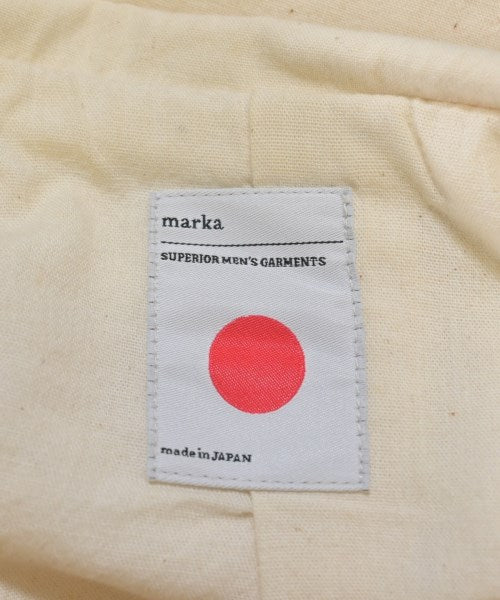 marka
SUPERIOR MEN'S GARMENTS
made in JAPAN